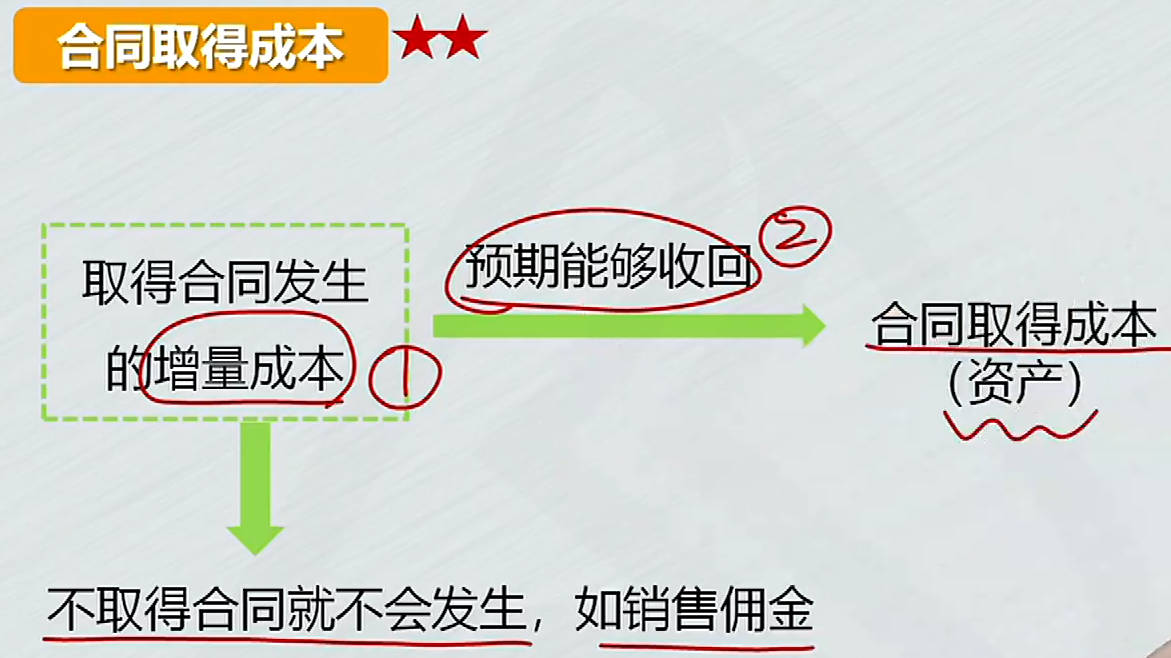 合同取得成本
取得合同发生
的增量成本
①
预期能够收回
②
合同取得成本
（资产）
不取得合同就不会发生，如销售佣金